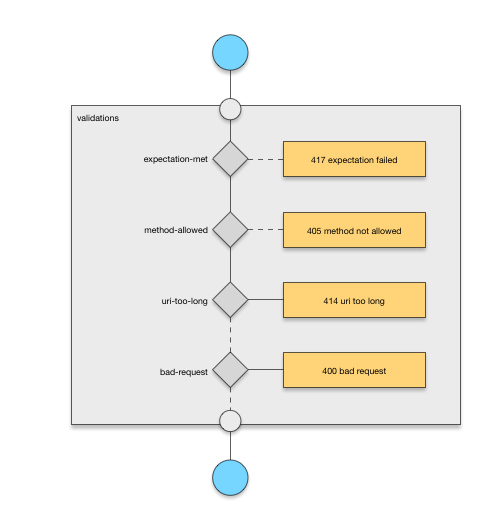 validations
expectation-met
417 expectation failed
method-allowed
405 method not allowed
uri-too-long
414 uri too long
bad-request
400 bad request